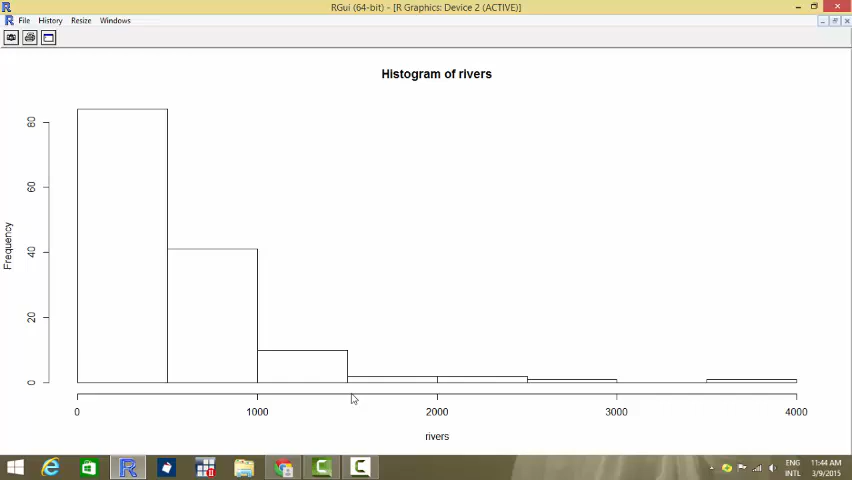 RGui (64-bit) - [R Graphics: Device 2 (ACTIVE)]
File History Resize Windows
Histogram of rivers
Frequency
80
60
40
20
0
0 1000 2000 3000 4000
rivers
ENG 11:44 AM
INTL 3/9/2015